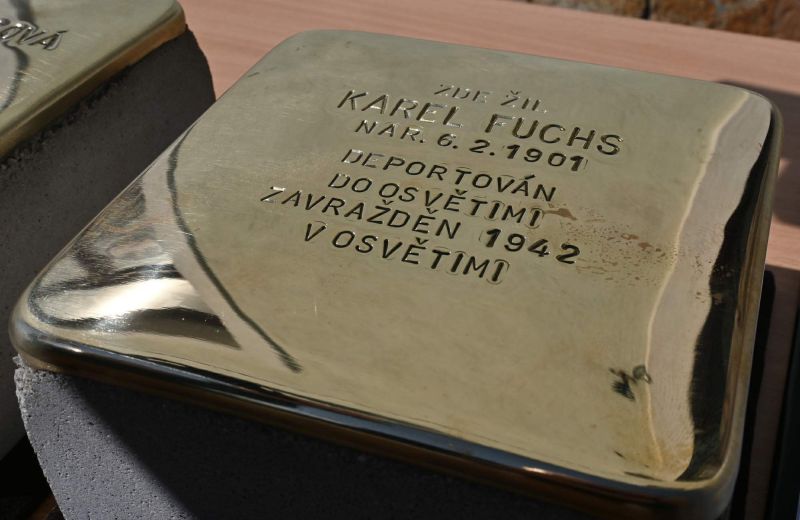 ZDE ŽIL
KAREL FUCHS
NAR. 6. 2. 1901
DEPORTOVÁN
DO OSVĚTIMI
ZAVRAŽDĚN 1942
V OSVĚTIMI